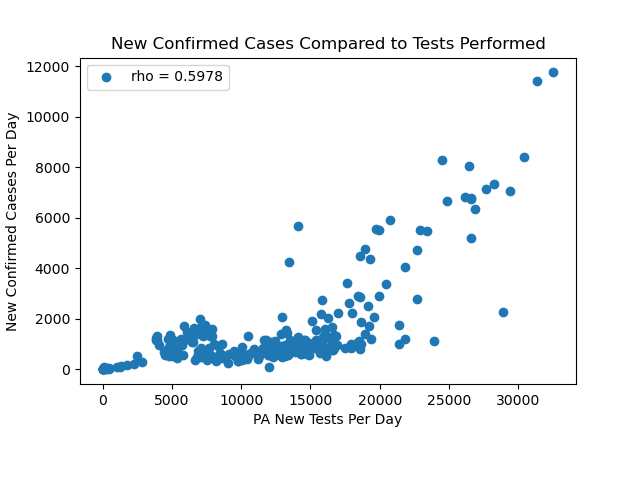 New Confirmed Cases Compared to Tests Performed
rho = 0.5978
12000
10000
8000
6000
4000
2000
0
New Confirmed Caeses Per Day
0 5000 10000 15000 20000 25000 30000
PA New Tests Per Day